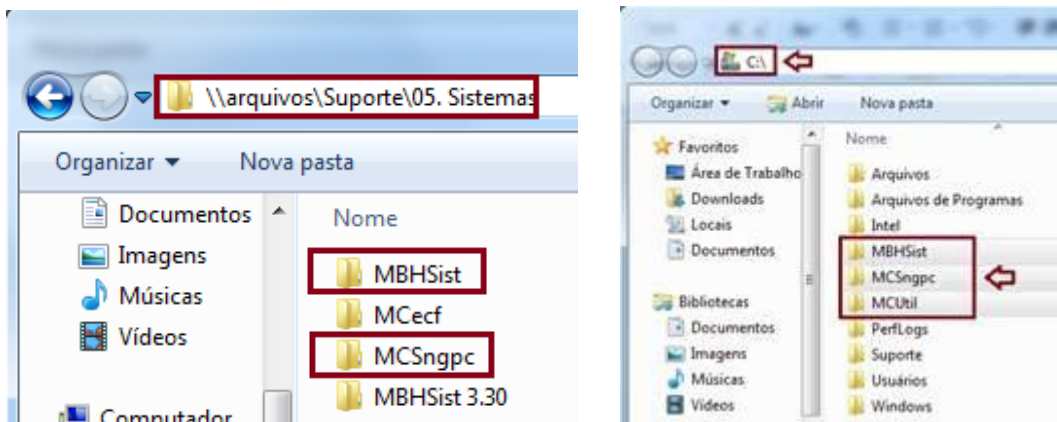 \\arquivos\Suporte\05. Sistemas
Organizar
Nova pasta
Documentos
Imagens
Músicas
Vídeos
Computador
Nome
MBHSist
MCecf
MCSngpc
MBHSist 3.30
C:\
Organizar
Abrir
Nova pasta
Favoritos
Área de Trabalho
Downloads
Locais
Documentos
Bibliotecas
Documentos
Imagens
Músicas
Vídeos
Nome
Arquivos
Arquivos de Programas
Intel
MBHSist
MCSngpc
MCUtil
PerfLogs
Suporte
Usuários
Windows